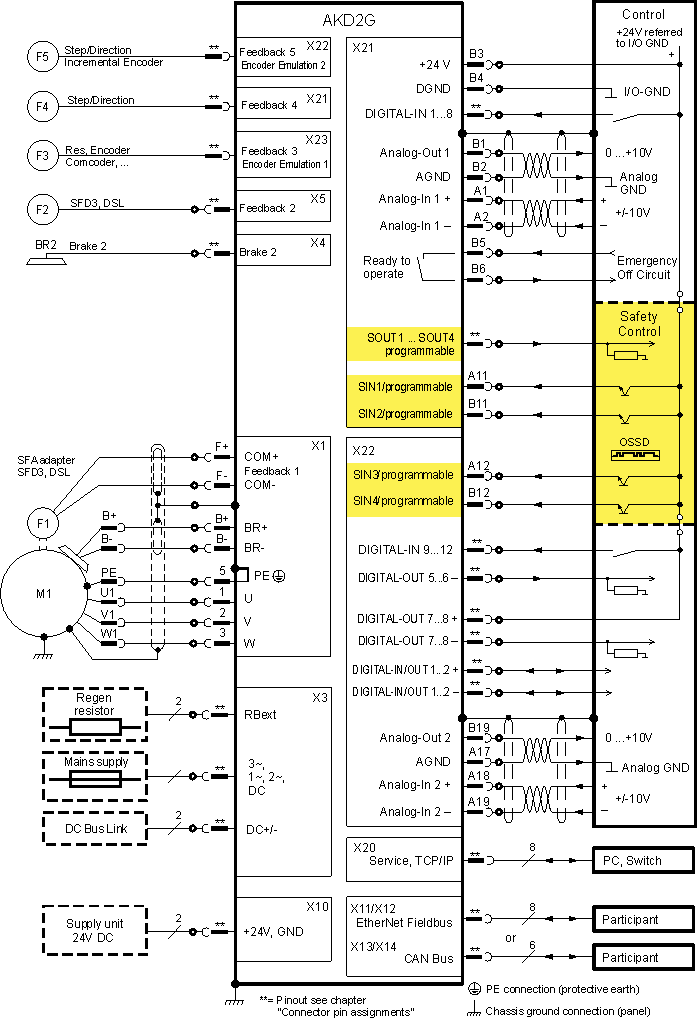 AKD2G
Control
+24V referred
to I/O GND
+
F5
Step/Direction
Incremental Encoder
**
Feedback 5
Encoder Emulation 2
X22
F4
Step/Direction
**
Feedback 4
X21
F3
Res, Encoder
Comcoder, ...
**
Feedback 3
Encoder Emulation 1
X23
F2
SFD3, DSL
**
Feedback 2
X5
BR2
Brake 2
**
Brake 2
X4
X21
+24 V
B3
DGND
B4
I/O-GND
DIGITAL-IN 1...8
**
Analog-Out 1
B1
0 ...+10V
AGND
B2
Analog
GND
Analog-In 1 +
A1
+
+/-10V
Analog-In 1 –
A2
–
Ready to
operate
B5
B6
Emergency
Off Circuit
Safety
Control
SOUT1 ... SOUT4
programmable
**
SIN1/programmable
A11
SIN2/programmable
B11
OSSD
X22
SIN3/programmable
A12
SIN4/programmable
B12
DIGITAL-IN 9...12
**
DIGITAL-OUT 5...6 –
**
DIGITAL-OUT 7...8 +
**
DIGITAL-OUT 7...8 –
**
DIGITAL-IN/OUT 1...2 +
**
DIGITAL-IN/OUT 1...2 –
**
Analog-Out 2
B19
0 ...+10V
AGND
A17
Analog GND
Analog-In 2 +
A18
+
+/-10V
Analog-In 2 –
A19
–
X1
SFA adapter
SFD3, DSL
F+
COM+
Feedback 1
F-
COM-
F1
B+
B+
BR+
B-
B-
BR-
M1
PE
5
PE
U1
1
U
V1
2
V
W1
3
W
Regen
resistor
2
**
RBext
X3
Mains supply
**
3~,
1~, 2~,
DC
DC Bus Link
2
**
DC+/-
Supply unit
24V DC
2
**
+24V, GND
X10
X20
Service, TCP/IP
**
8
PC, Switch
X11/X12
EtherNet Fieldbus
**
8
Participant
or
X13/X14
CAN Bus
**
6
Participant
**= Pinout see chapter
"Connector pin assignments"
PE connection (protective earth)
Chassis ground connection (panel)